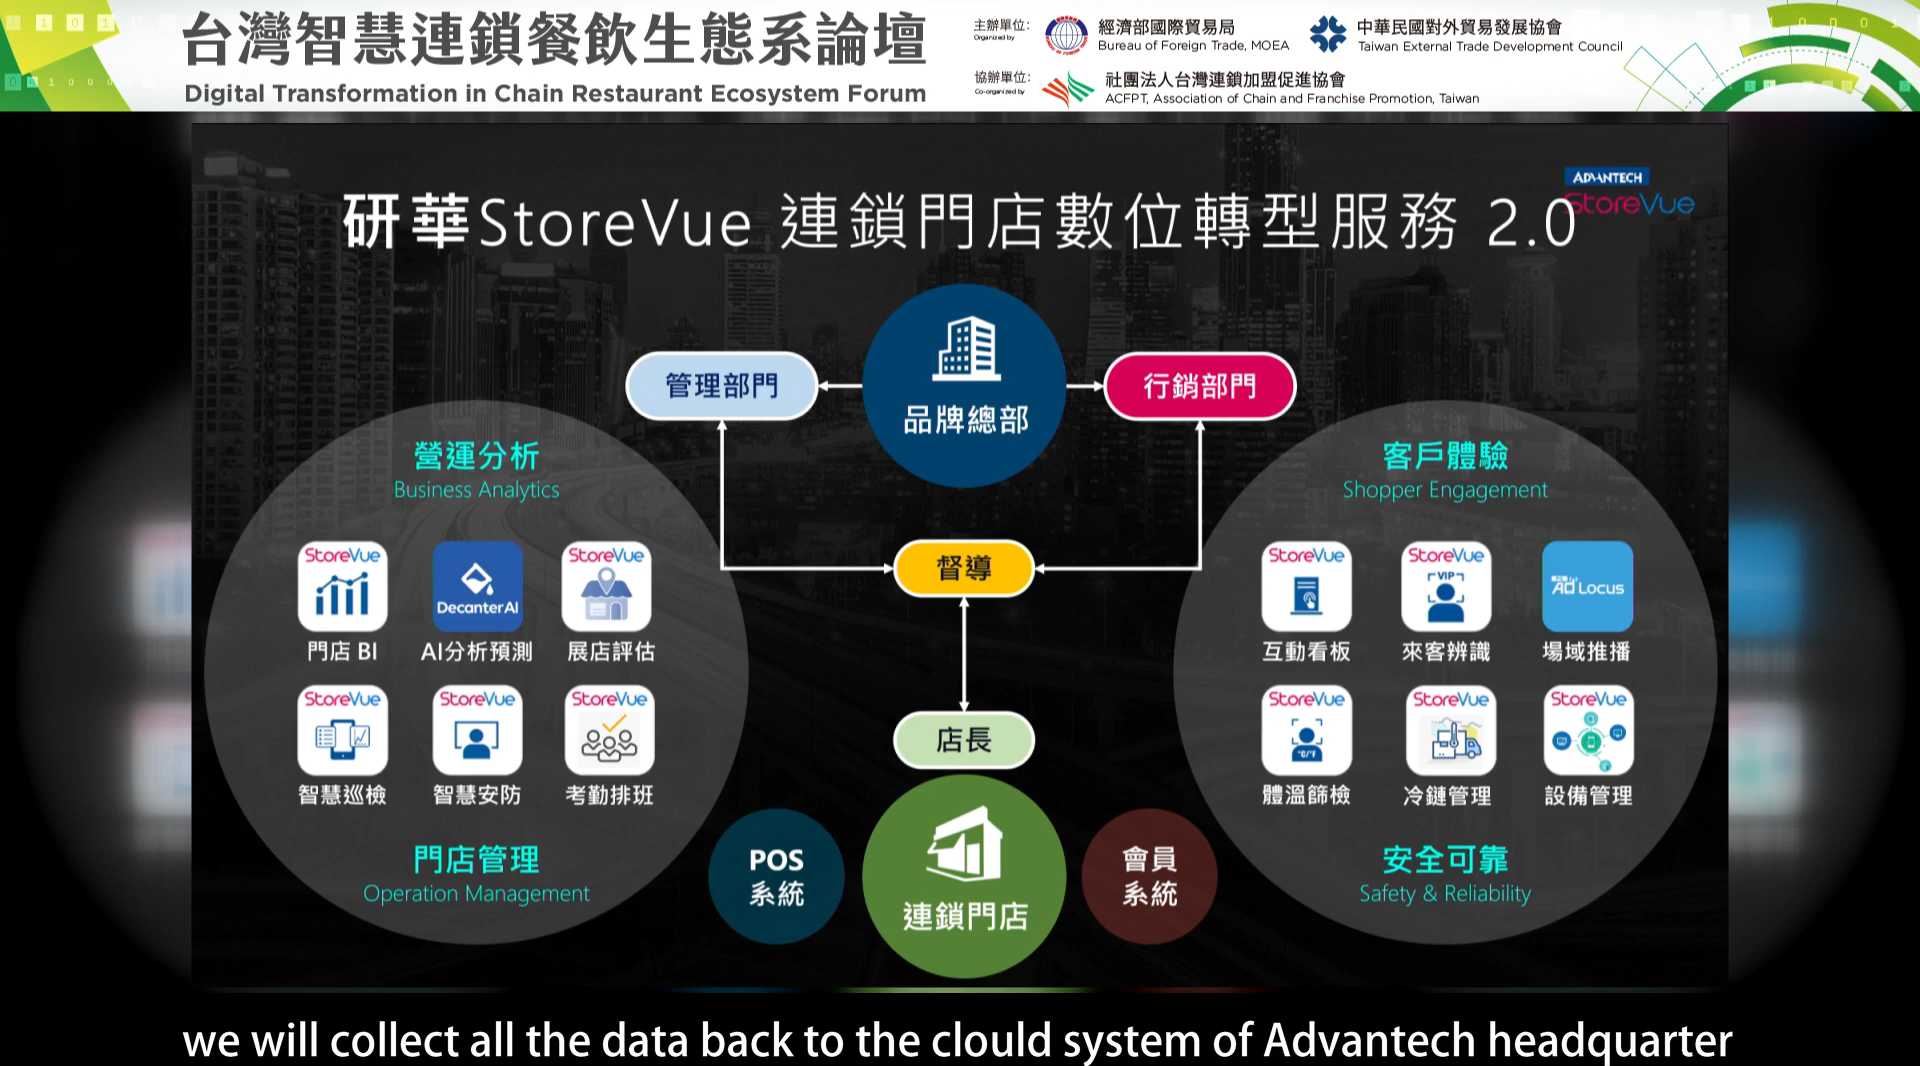 台灣智慧連鎖餐飲生態系論壇
Digital Transformation in Chain Restaurant Ecosystem Forum
主辦單位:
Organized by
經濟部國際貿易局
Bureau of Foreign Trade, MOEA
中華民國對外貿易發展協會
Taiwan External Trade Development Council
協辦單位:
Co-organized by
社團法人台灣連鎖加盟促進協會
ACFPT, Association of Chain and Franchise Promotion, Taiwan
ADVANTECH
StoreVue
研華StoreVue 連鎖門店數位轉型服務 2.0
品牌總部
管理部門
行銷部門
督導
店長
連鎖門店
POS
系統
會員
系統
營運分析
Business Analytics
StoreVue
門店 BI
DecanterAI
AI分析預測
StoreVue
展店評估
StoreVue
智慧巡檢
StoreVue
智慧安防
StoreVue
考勤排班
門店管理
Operation Management
客戶體驗
Shopper Engagement
StoreVue
互動看板
StoreVue
VIP
來客辨識
Ad Locus
場域推播
StoreVue
°C/°F
體溫篩檢
StoreVue
冷鏈管理
StoreVue
設備管理
安全可靠
Safety & Reliability
we will collect all the data back to the clould system of Advantech headquarter